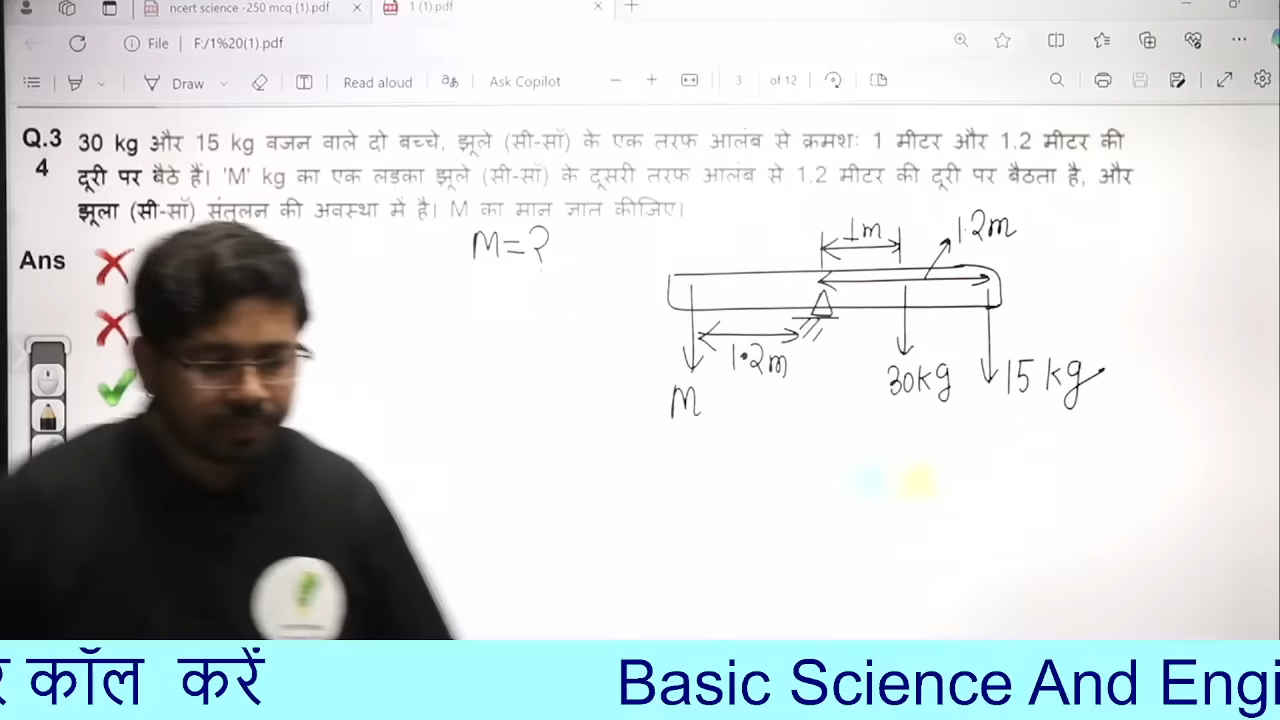 ncert science -250 mcq (1).pdf
1 (1).pdf
File
F:/1%20(1).pdf
Draw
Read aloud
Ask Copilot
3
of 12
Q.3
4
30 kg और 15 kg वजन वाले दो बच्चे, झूले (सी-सॉ) के एक तरफ आलंब से क्रमशः 1 मीटर और 1.2 मीटर की
दूरी पर बैठे हैं। 'M' kg का एक लड़का झूले (सी-सॉ) के दूसरी तरफ आलंब से 1.2 मीटर की दूरी पर बैठता है, और
झूला (सी-सॉ) संतुलन की अवस्था में है। M का मान ज्ञात कीजिए।
M=?
1m
1.2m
Ans
1.2m
M
30kg
15 kg
कॉल करें
Basic Science And Engi